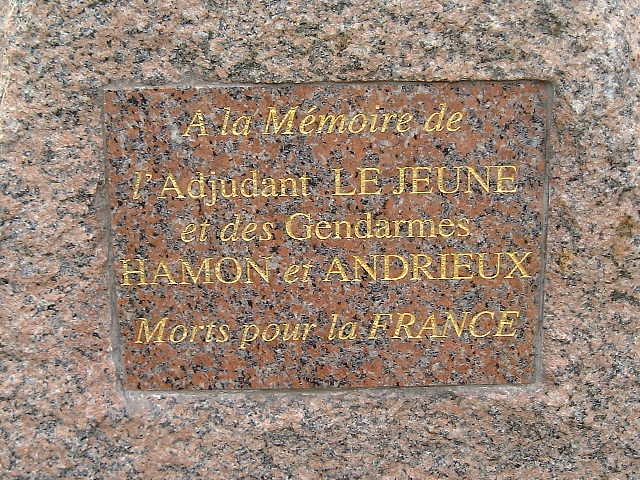 A la Mémoire de
l'Adjudant LE JEUNE
et des Gendarmes
HAMON et ANDRIEUX
Morts pour la FRANCE